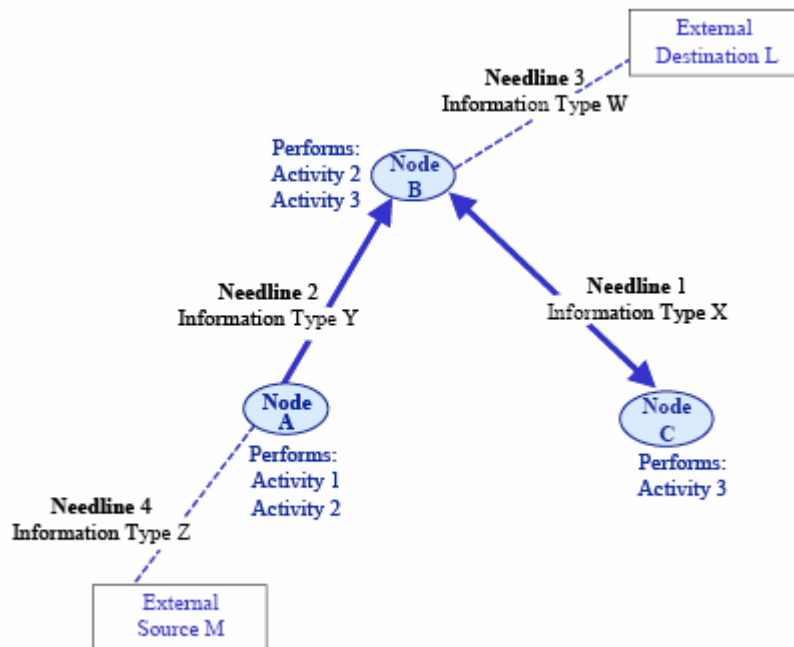 External
Destination L
Needline 3
Information Type W
Performs:
Activity 2
Activity 3
Node
B
Needline 2
Information Type Y
Needline 1
Information Type X
Node
A
Performs:
Activity 1
Activity 2
Node
C
Performs:
Activity 3
Needline 4
Information Type Z
External
Source M